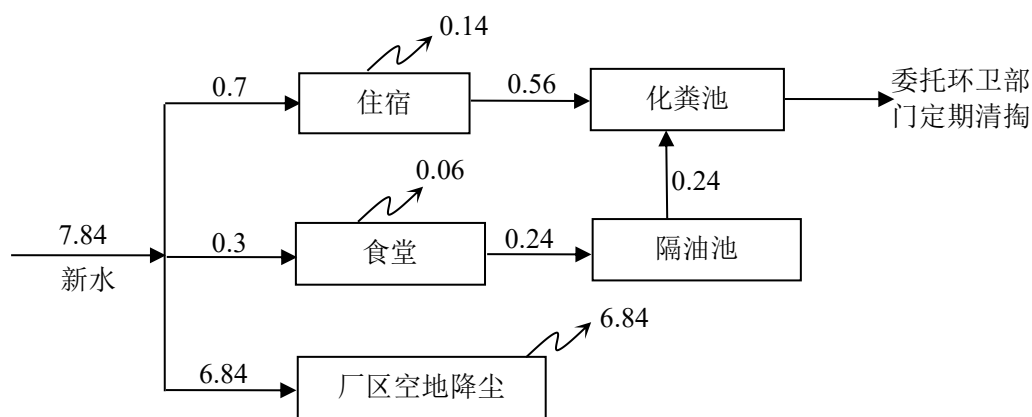 0.14
0.7
住宿
0.56
化粪池
委托环卫部
门定期清掏
0.06
0.24
7.84
新水
0.3
食堂
0.24
隔油池
6.84
6.84
厂区空地降尘